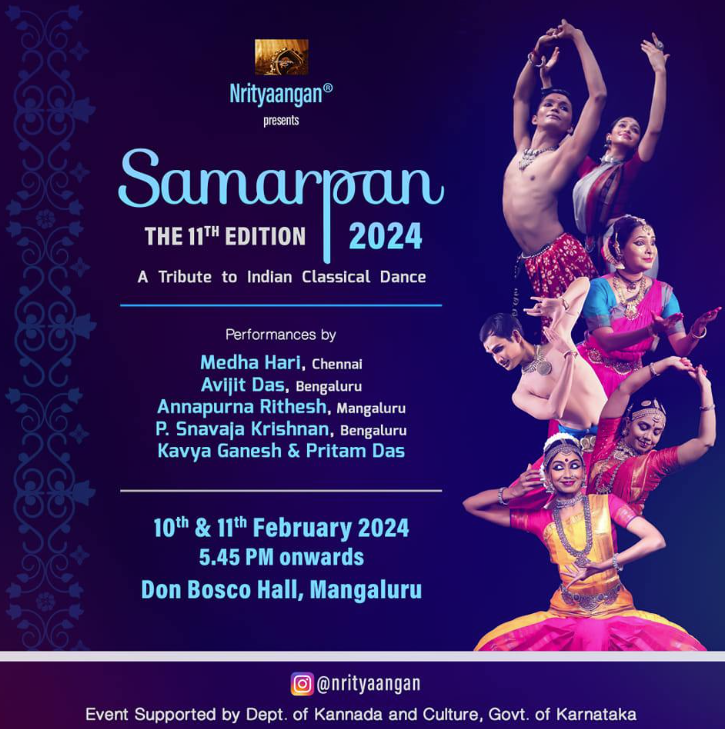 Nrityaangan®
presents
Samarpan
THE 11TH EDITION 2024
A Tribute to Indian Classical Dance
Performances by
Medha Hari, Chennai
Avijit Das, Bengaluru
Annapurna Rithesh, Mangaluru
P. Snavaja Krishnan, Bengaluru
Kavya Ganesh & Pritam Das
10th & 11th February 2024
5.45 PM onwards
Don Bosco Hall, Mangaluru
@nrityaangan
Event Supported by Dept. of Kannada and Culture, Govt. of Karnataka